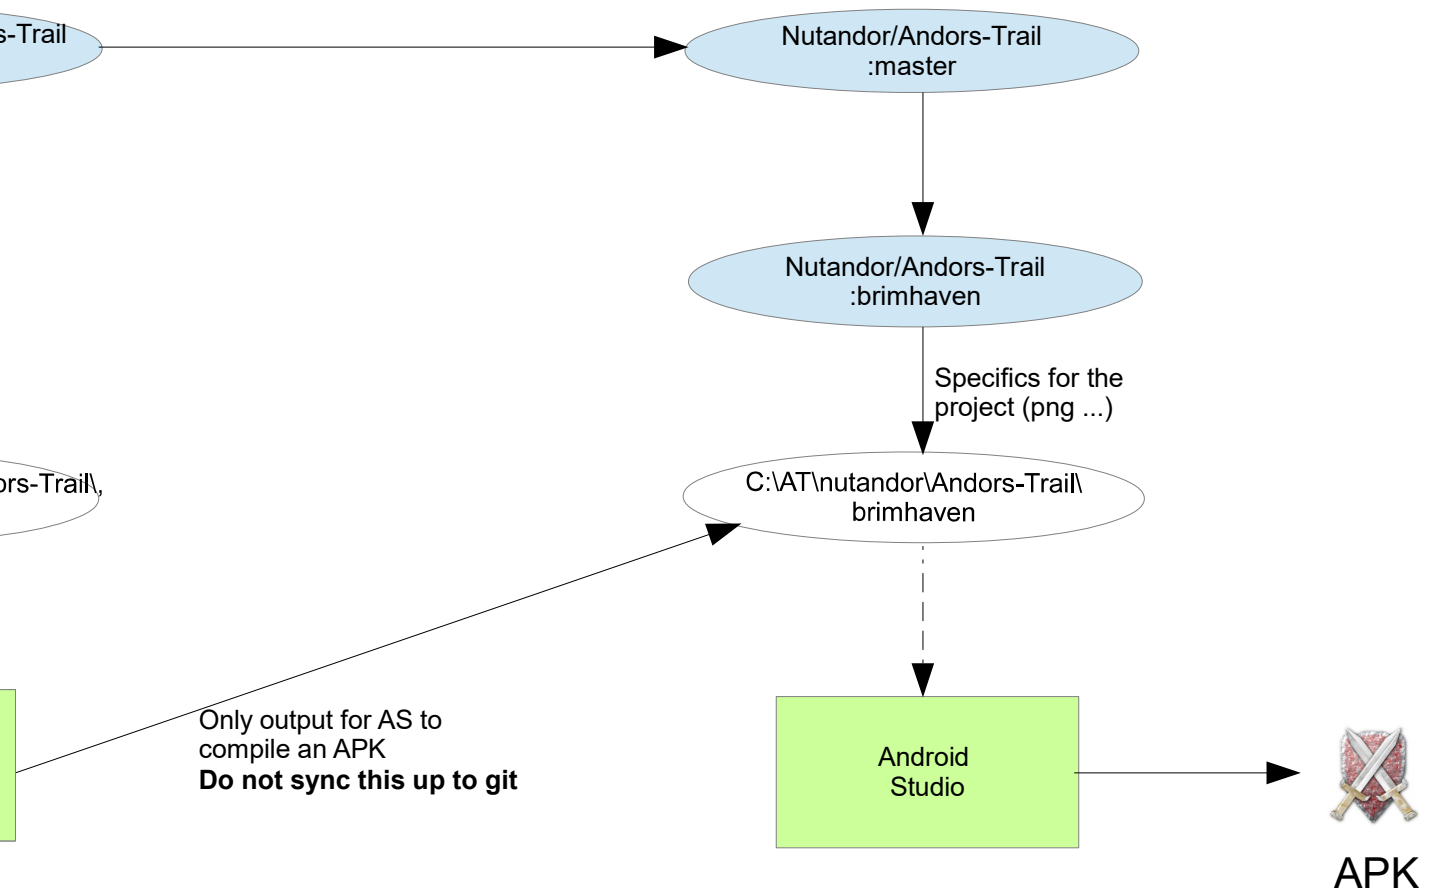 s-Trail
Nutandor/Andors-Trail
:master
Nutandor/Andors-Trail
:brimhaven
Specifics for the
project (png ...)
ors-Trail\,
C:\AT\nutandor\Andors-Trail\
brimhaven
Only output for AS to
compile an APK
Do not sync this up to git
Android
Studio
APK